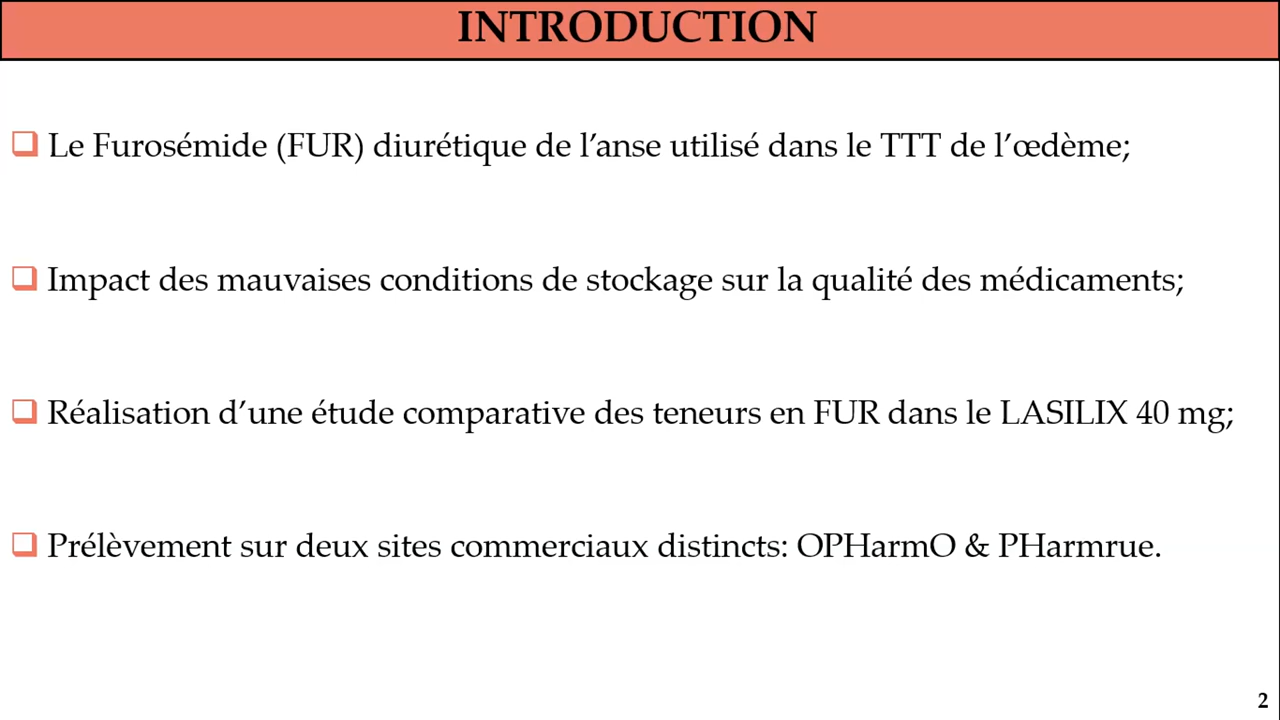 INTRODUCTION
Le Furosémide (FUR) diurétique de l’anse utilisé dans le TTT de l’œdème;
Impact des mauvaises conditions de stockage sur la qualité des médicaments;
Réalisation d’une étude comparative des teneurs en FUR dans le LASILIX 40 mg;
Prélèvement sur deux sites commerciaux distincts: OPHarmO & PHarmrue.
2